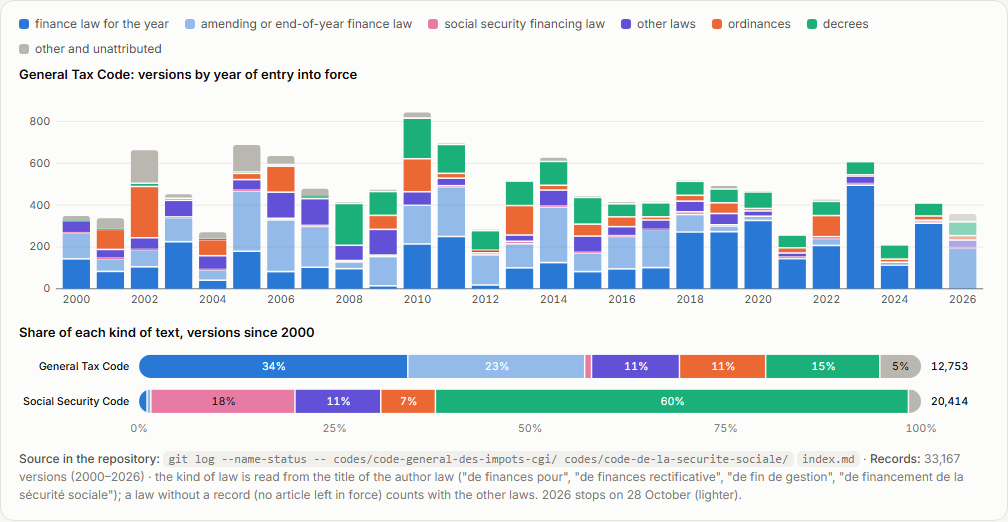 finance law for the year amending or end-of-year finance law social security financing law other laws ordinances decrees
other and unattributed
General Tax Code: versions by year of entry into force
800
600
400
200
0
2000 2002 2004 2006 2008 2010 2012 2014 2016 2018 2020 2022 2024 2026
Share of each kind of text, versions since 2000
General Tax Code 34% 23% 11% 11% 15% 5% 12,753
Social Security Code 18% 11% 7% 60% 20,414
0% 25% 50% 75% 100%
Source in the repository: git log --name-status -- codes/code-general-des-impots-cgi/ codes/code-de-la-securite-sociale/ index.md · Records: 33,167
versions (2000–2026) · the kind of law is read from the title of the author law ("de finances pour", "de finances rectificative", "de fin de gestion", "de financement de la
sécurité sociale"); a law without a record (no article left in force) counts with the other laws. 2026 stops on 28 October (lighter).